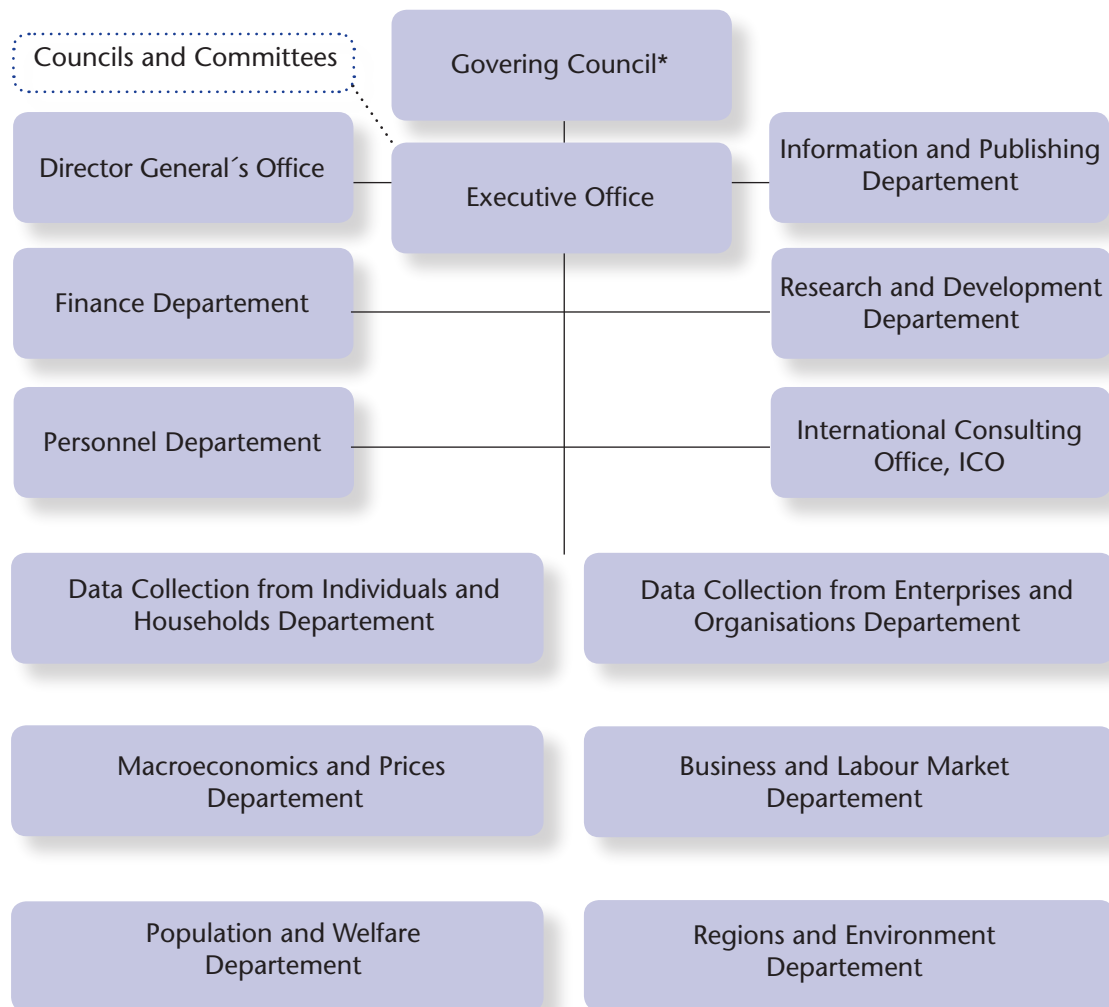 Councils and Committees
Govering Council*
Director General´s Office
Executive Office
Information and Publishing
Departement
Finance Departement
Research and Development
Departement
Personnel Departement
International Consulting
Office, ICO
Data Collection from Individuals and
Households Departement
Data Collection from Enterprises and
Organisations Departement
Macroeconomics and Prices
Departement
Business and Labour Market
Departement
Population and Welfare
Departement
Regions and Environment
Departement